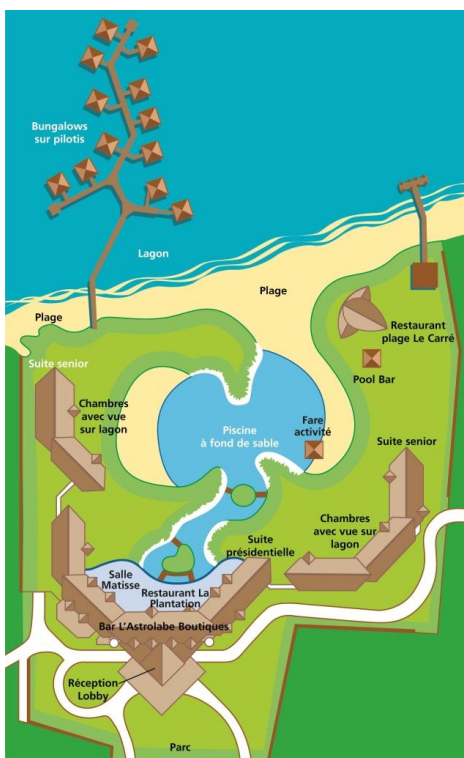 Bungalows
sur pilotis
Lagon
Plage
Plage
Restaurant
plage Le Carré
Suite senior
Pool Bar
Chambres
avec vue
sur lagon
Piscine
à fond de sable
Fare
activité
Suite senior
Chambres
avec vue sur
lagon
Suite
présidentielle
Salle
Matisse
Restaurant La
Plantation
Bar L'Astrolabe Boutiques
Réception
Lobby
Parc